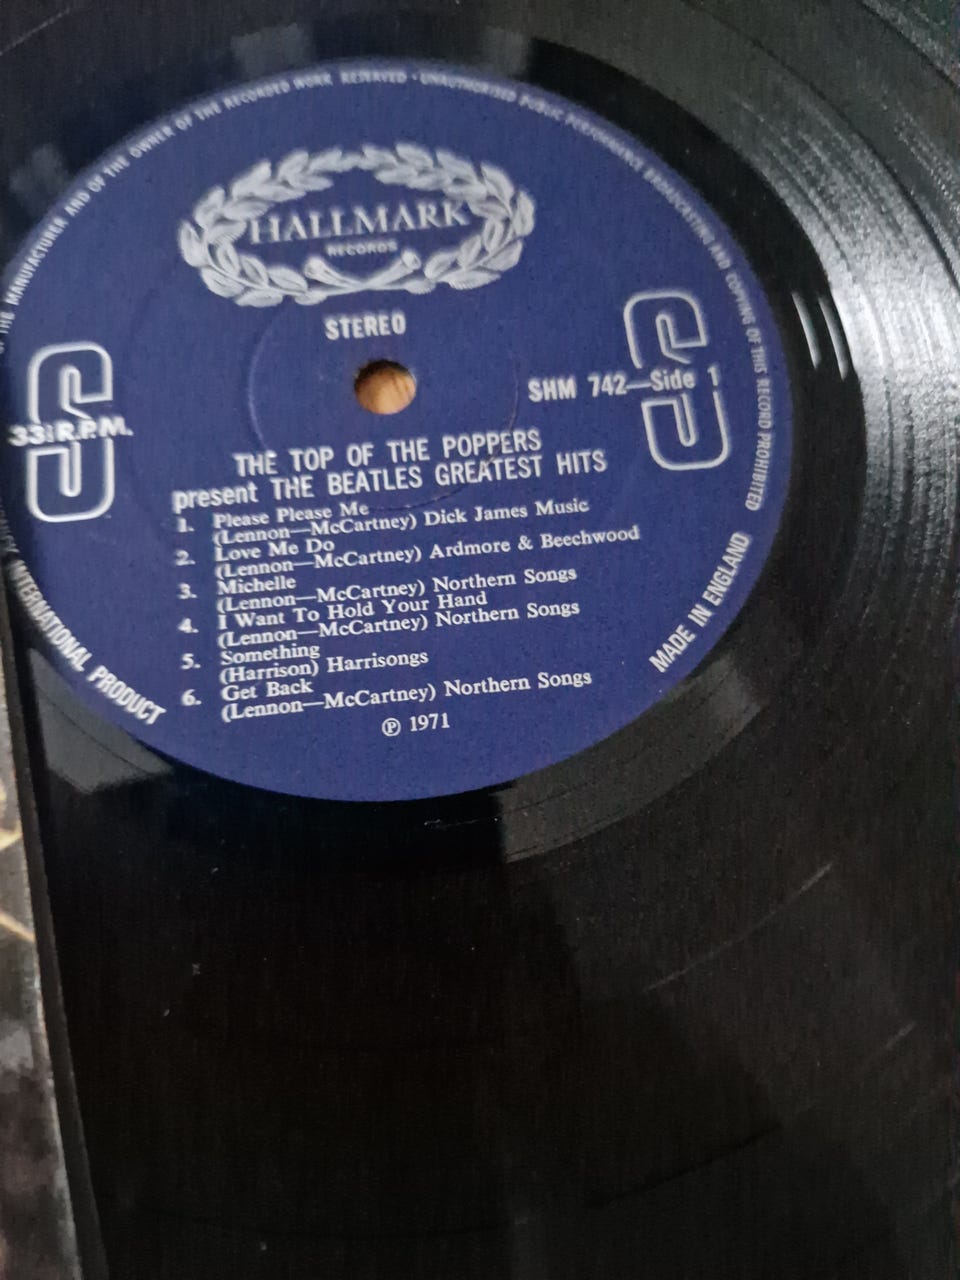 OF THE MANUFACTURER AND OF THE OWNER OF THE RECORDED WORK RESERVED · UNAUTHORISED PUBLIC PERFORMANCE BROADCASTING AND COPYING OF THIS RECORD PROHIBITED
HALLMARK
RECORDS
STEREO
S
33⅓ R.P.M.
S
SHM 742—Side 1
THE TOP OF THE POPPERS
present THE BEATLES GREATEST HITS
1. Please Please Me
(Lennon—McCartney) Dick James Music
2. Love Me Do
(Lennon—McCartney) Ardmore & Beechwood
3. Michelle
(Lennon—McCartney) Northern Songs
4. I Want To Hold Your Hand
(Lennon—McCartney) Northern Songs
5. Something
(Harrison) Harrisongs
6. Get Back
(Lennon—McCartney) Northern Songs
℗ 1971
INTERNATIONAL PRODUCT
MADE IN ENGLAND